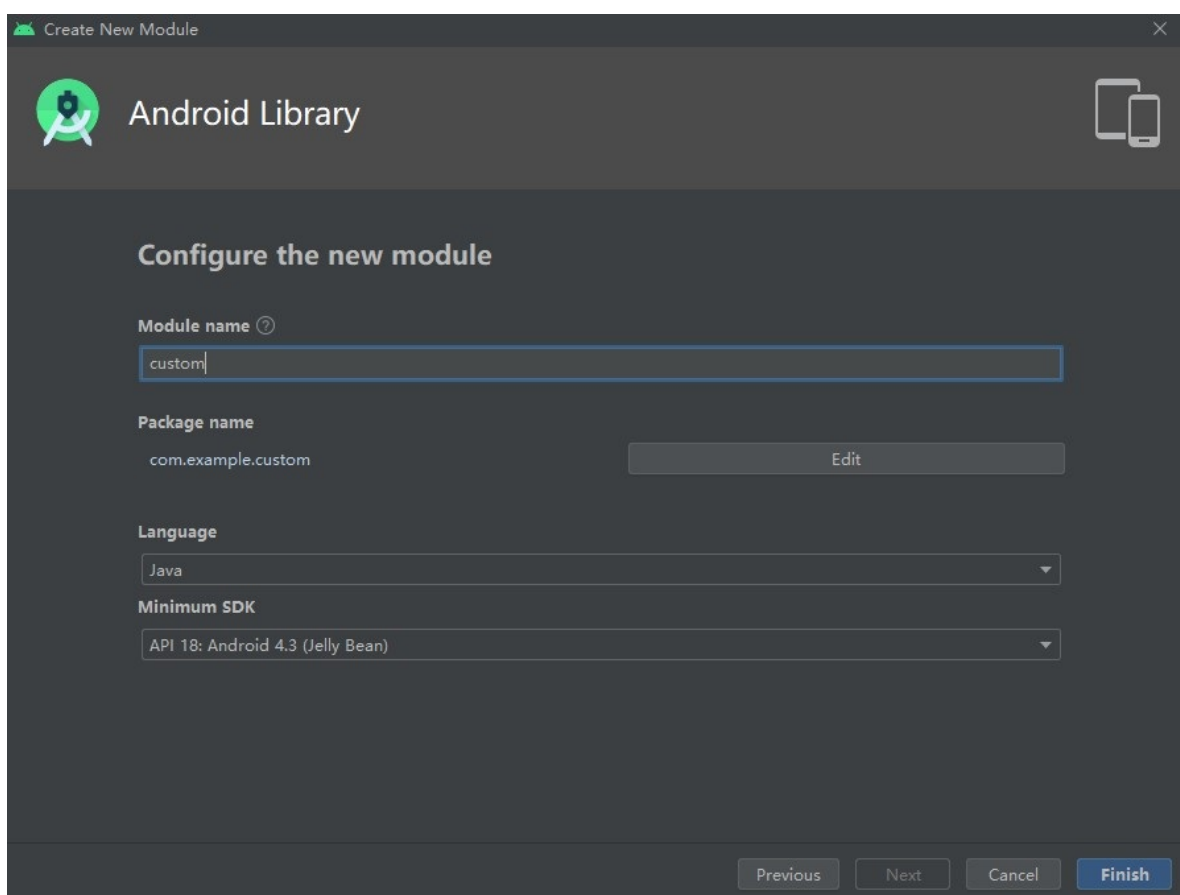 Create New Module
Android Library
Configure the new module
Module name ?
custom
Package name
com.example.custom Edit
Language
Java
Minimum SDK
API 18: Android 4.3 (Jelly Bean)
Previous Next Cancel Finish